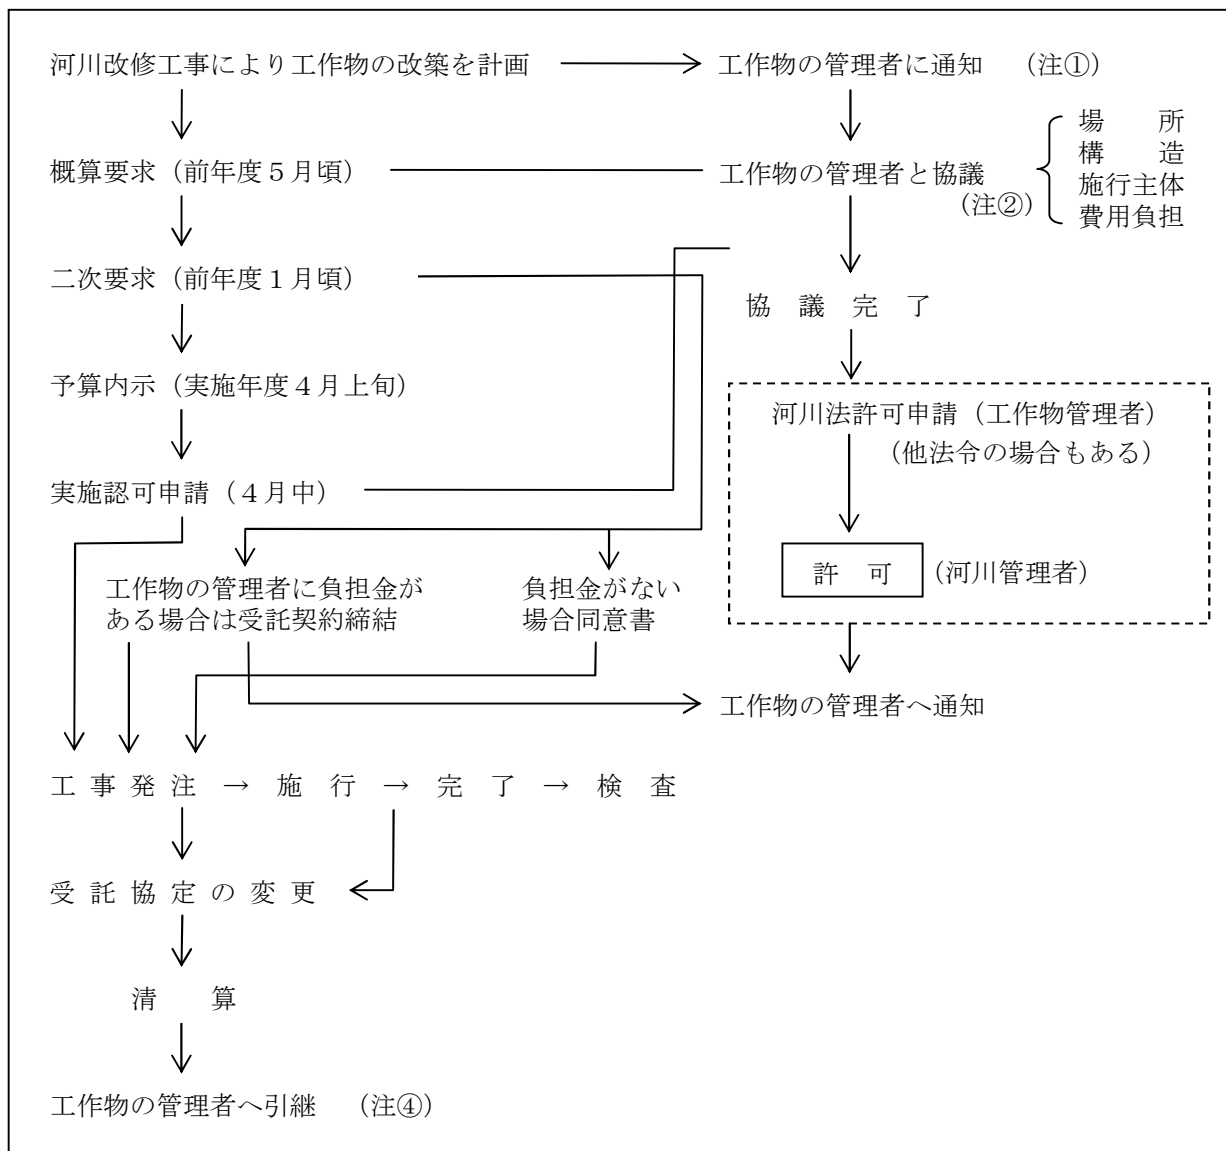 河川改修工事により工作物の改築を計画
工作物の管理者に通知　（注①）
概算要求（前年度５月頃）
工作物の管理者と協議
（注②）
場　　所
構　　造
施行主体
費用負担
二次要求（前年度１月頃）
協　議　完　了
予算内示（実施年度４月上旬）
河川法許可申請（工作物管理者）
（他法令の場合もある）
実施認可申請（４月中）
許　可　（河川管理者）
工作物の管理者に負担金が
ある場合は受託契約締結
負担金がない
場合同意書
工作物の管理者へ通知
工 事 発 注　→　施　行　→　完　了　→　検　査
受 託 協 定 の 変 更
清　　算
工作物の管理者へ引継　（注④）